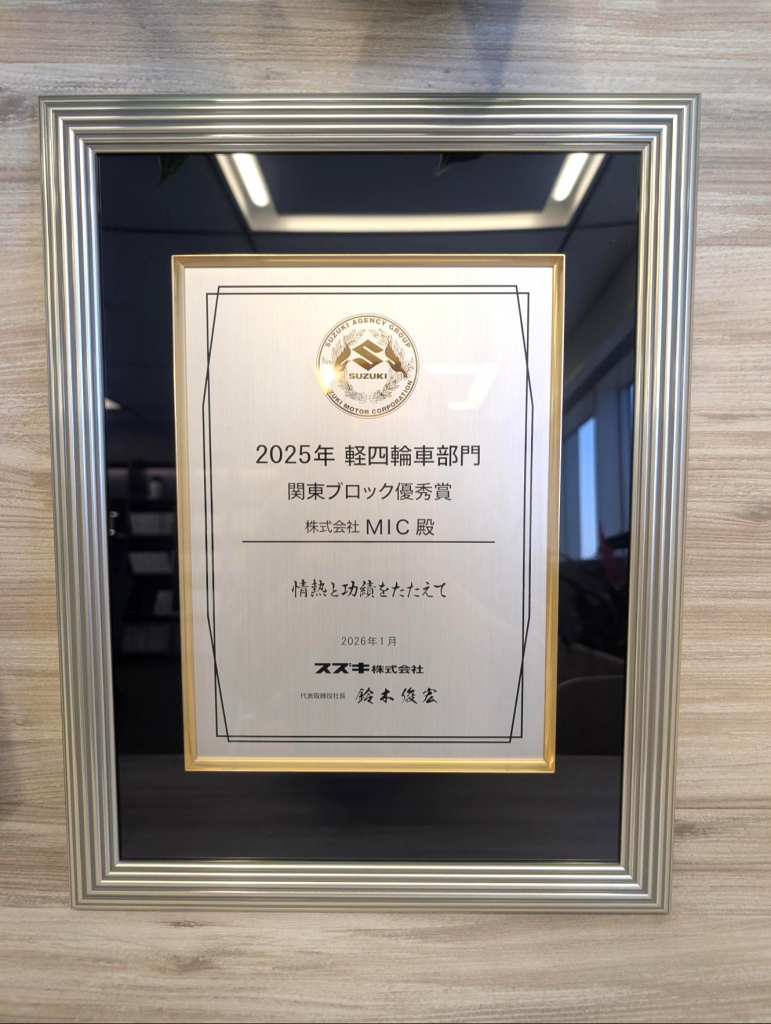 SUZUKI AGENCY GROUP
SUZUKI
ZUKI MOTOR CORPORATION
2025年 軽四輪車部門
関東ブロック優秀賞
株式会社 MIC 殿
情熱と功績をたたえて
2026年1月
スズキ株式会社
代表取締役社長 鈴木俊宏